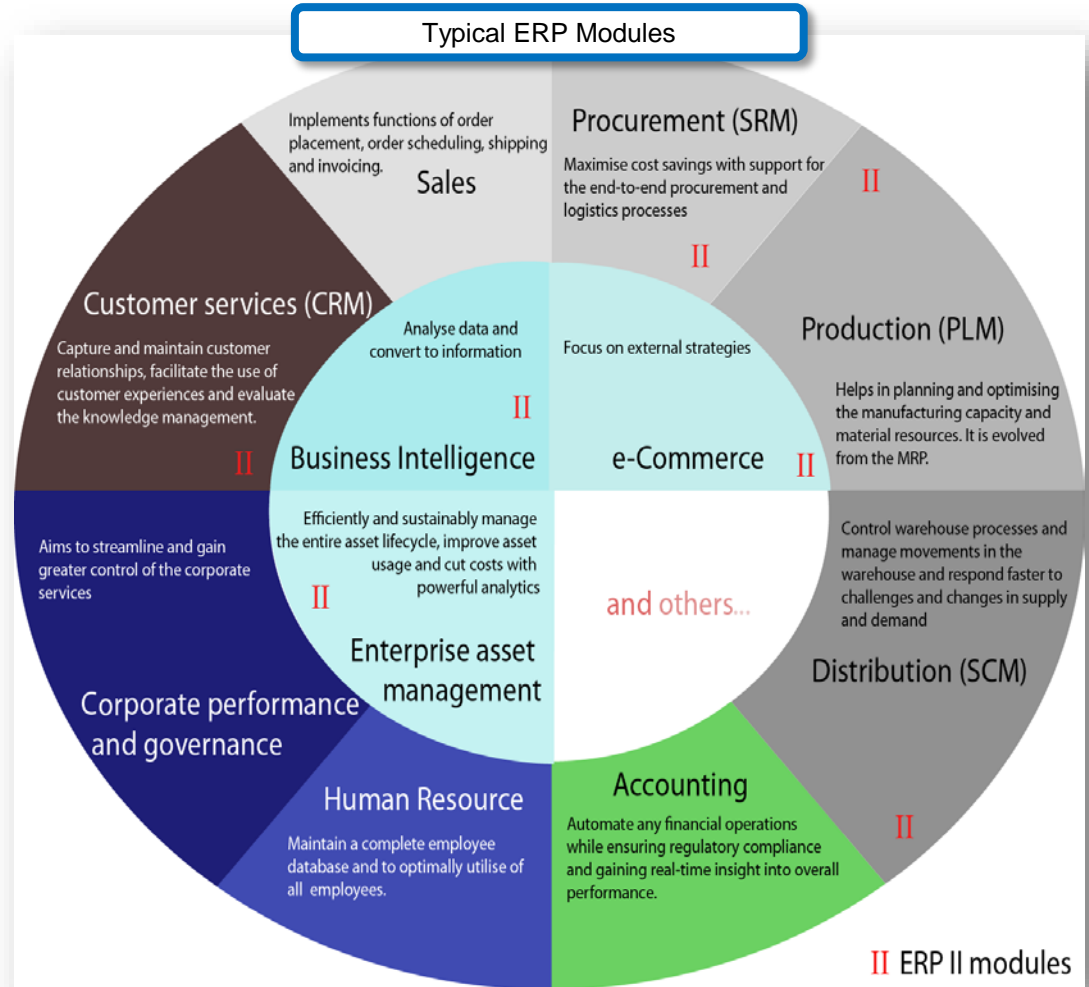 Typical ERP Modules
Implements functions of order
placement, order scheduling, shipping
and invoicing.
Sales
Procurement (SRM)
Maximise cost savings with support for
the end-to-end procurement and
logistics processes
II
II
Production (PLM)
Helps in planning and optimising
the manufacturing capacity and
material resources. It is evolved
from the MRP.
Customer services (CRM)
Capture and maintain customer
relationships, facilitate the use of
customer experiences and evaluate
the knowledge management.
II
Analyse data and
convert to information
II
Business Intelligence
Focus on external strategies
e-Commerce
II
Aims to streamline and gain
greater control of the corporate
services
Corporate performance
and governance
Efficiently and sustainably manage
the entire asset lifecycle, improve asset
usage and cut costs with
powerful analytics
II
Enterprise asset
management
and others...
Control warehouse processes and
manage movements in the
warehouse and respond faster to
challenges and changes in supply
and demand
Distribution (SCM)
II
Human Resource
Maintain a complete employee
database and to optimally utilise of
all employees.
Accounting
Automate any financial operations
while ensuring regulatory compliance
and gaining real-time insight into overall
performance.
II ERP II modules